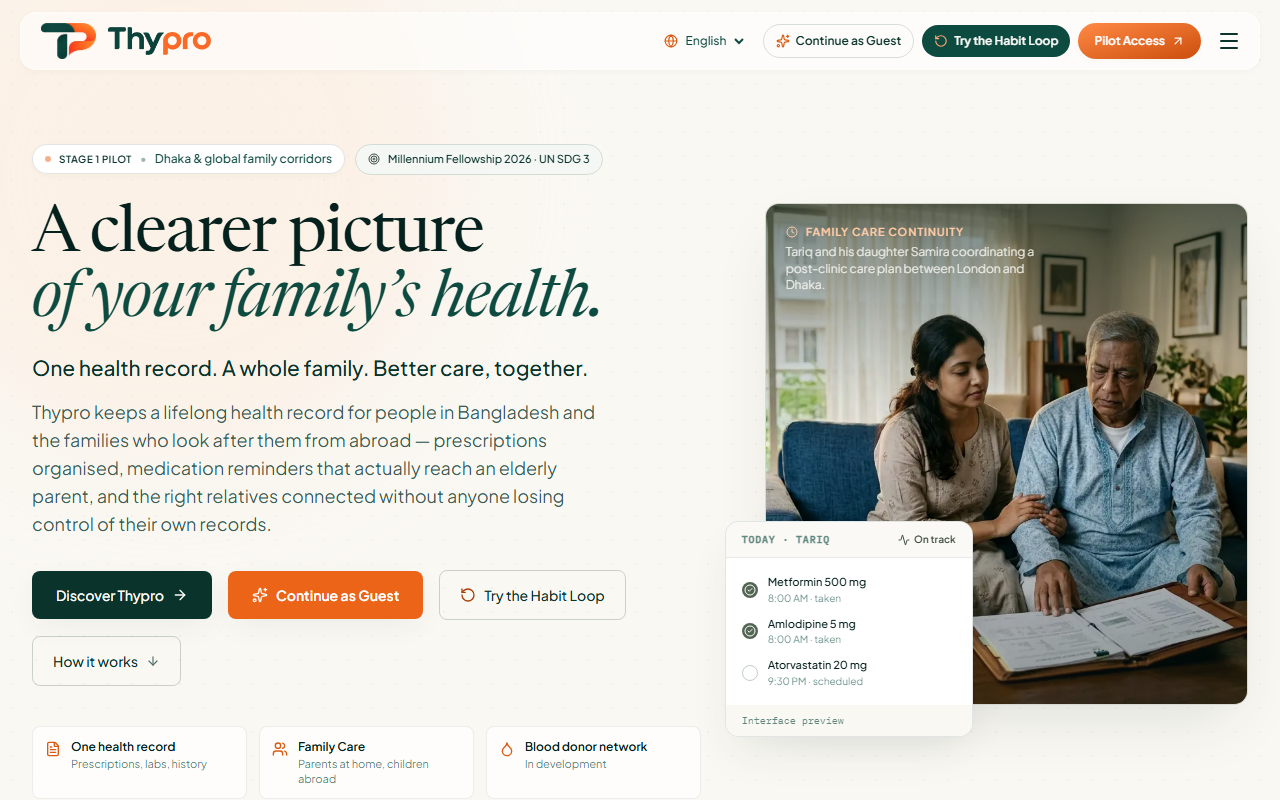 Thypro
English
Continue as Guest
Try the Habit Loop
Pilot Access
STAGE 1 PILOT • Dhaka & global family corridors
Millennium Fellowship 2026 · UN SDG 3
A clearer picture
of your family's health.
One health record. A whole family. Better care, together.
Thypro keeps a lifelong health record for people in Bangladesh and
the families who look after them from abroad — prescriptions
organised, medication reminders that actually reach an elderly
parent, and the right relatives connected without anyone losing
control of their own records.
Discover Thypro
Continue as Guest
Try the Habit Loop
How it works
One health record
Prescriptions, labs, history
Family Care
Parents at home, children
abroad
Blood donor network
In development
FAMILY CARE CONTINUITY
Tariq and his daughter Samira coordinating a
post-clinic care plan between London and
Dhaka.
TODAY · TARIQ
On track
Metformin 500 mg
8:00 AM · taken
Amlodipine 5 mg
8:00 AM · taken
Atorvastatin 20 mg
9:30 PM · scheduled
Interface preview